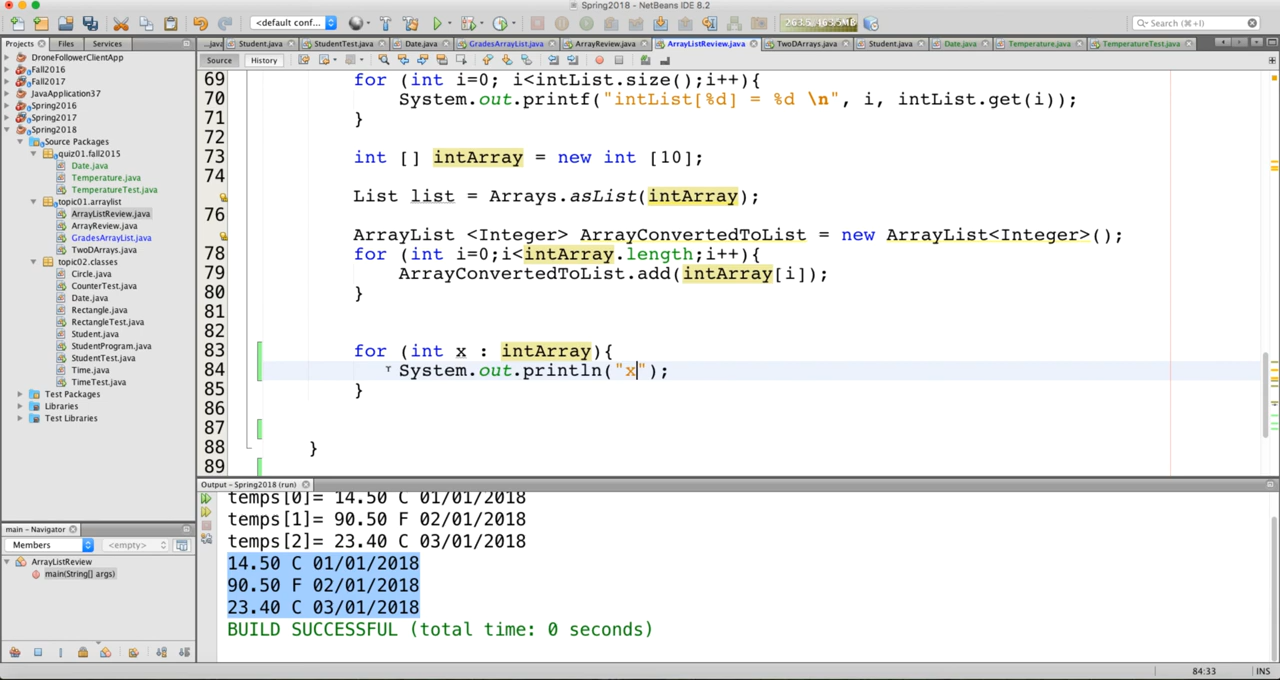 Spring2018 - NetBeans IDE 8.2
<default conf...
263.6/463.5MB
Search (⌘+I)
Projects Files Services
...java Student.java StudentTest.java Date.java GradesArrayList.java ArrayReview.java ArrayListReview.java TwoDArrays.java Student.java Date.java Temperature.java TemperatureTest.java
Source History
DroneFollowerClientApp
Fall2016
Fall2017
JavaApplication37
Spring2016
Spring2017
Spring2018
Source Packages
quiz01.fall2015
Date.java
Temperature.java
TemperatureTest.java
topic01.arraylist
ArrayListReview.java
ArrayReview.java
GradesArrayList.java
TwoDArrays.java
topic02.classes
Circle.java
CounterTest.java
Date.java
Rectangle.java
RectangleTest.java
Student.java
StudentProgram.java
StudentTest.java
Time.java
TimeTest.java
Test Packages
Libraries
Test Libraries
69 for (int i=0; i<intList.size();i++){
70 System.out.printf("intList[%d] = %d \n", i, intList.get(i));
71 }
72
73 int [] intArray = new int [10];
74
List list = Arrays.asList(intArray);
76
ArrayList <Integer> ArrayConvertedToList = new ArrayList<Integer>();
78 for (int i=0;i<intArray.length;i++){
79 ArrayConvertedToList.add(intArray[i]);
80 }
81
82
83 for (int x : intArray){
84 System.out.println("x");
85 }
86
87
88 }
89
main - Navigator
Members <empty>
ArrayListReview
main(String[] args)
Output - Spring2018 (run)
temps[0]= 14.50 C 01/01/2018
temps[1]= 90.50 F 02/01/2018
temps[2]= 23.40 C 03/01/2018
14.50 C 01/01/2018
90.50 F 02/01/2018
23.40 C 03/01/2018
BUILD SUCCESSFUL (total time: 0 seconds)
84:33 INS